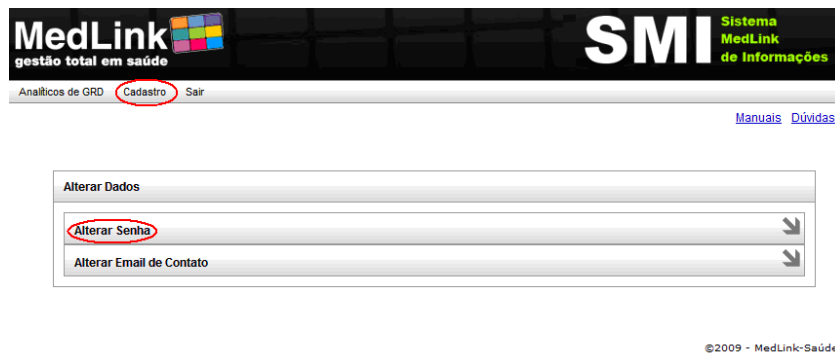 MedLink
gestão total em saúde
SMI
Sistema
MedLink
de Informações
Analíticos de GRD Cadastro Sair
Manuais Dúvidas
Alterar Dados
Alterar Senha
Alterar Email de Contato
©2009 - MedLink-Saúde